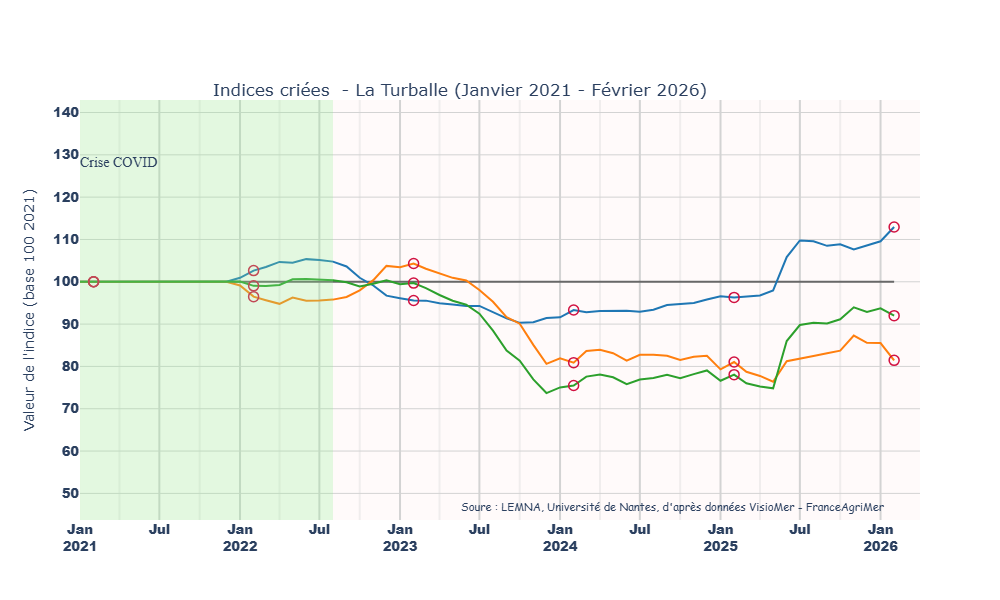 Indices criées - La Turballe (Janvier 2021 - Février 2026)
140
130
Crise COVID
120
110
100
90
80
70
60
50
Valeur de l'indice (base 100 2021)
Soure : LEMNA, Université de Nantes, d'après données VisioMer - FranceAgriMer
Jan Jul Jan Jul Jan Jul Jan Jul Jan Jul Jan
2021 2022 2023 2024 2025 2026